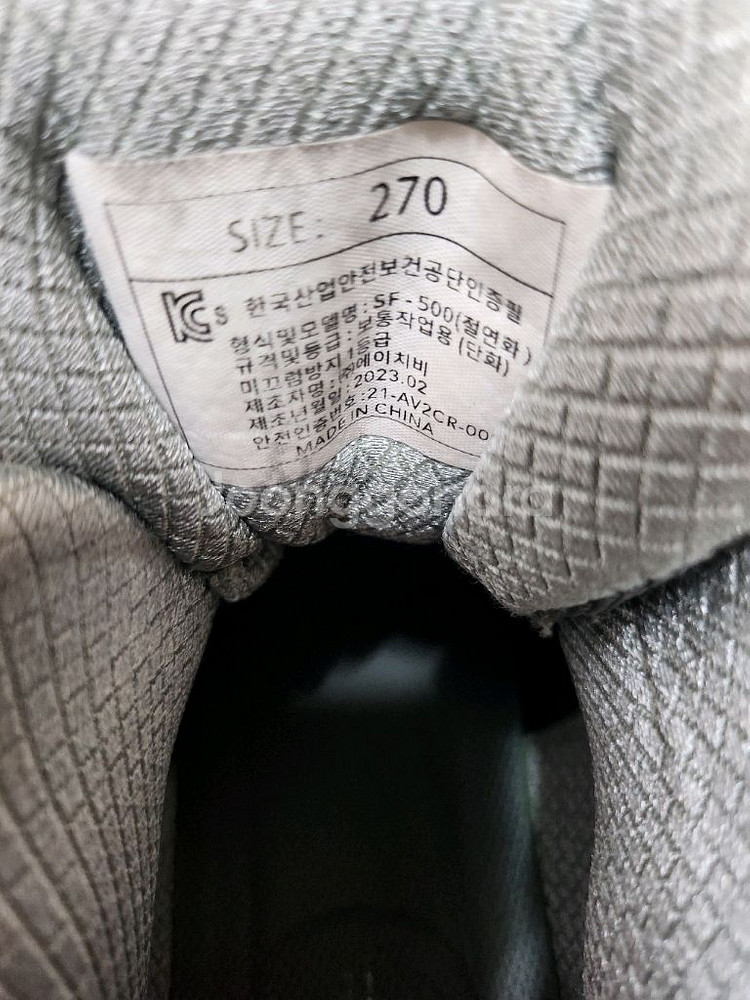 SIZE: 270
KCs 한국산업안전보건공단인증필
형식및모델명: SF-500(절연화)
규격및등급: 보통작업용(단화)
미끄럼방지1등급
제조자명: ㈜에이치비
제조년월일: 2023.02
안전인증번호:21-AV2CR-00
MADE IN CHINA